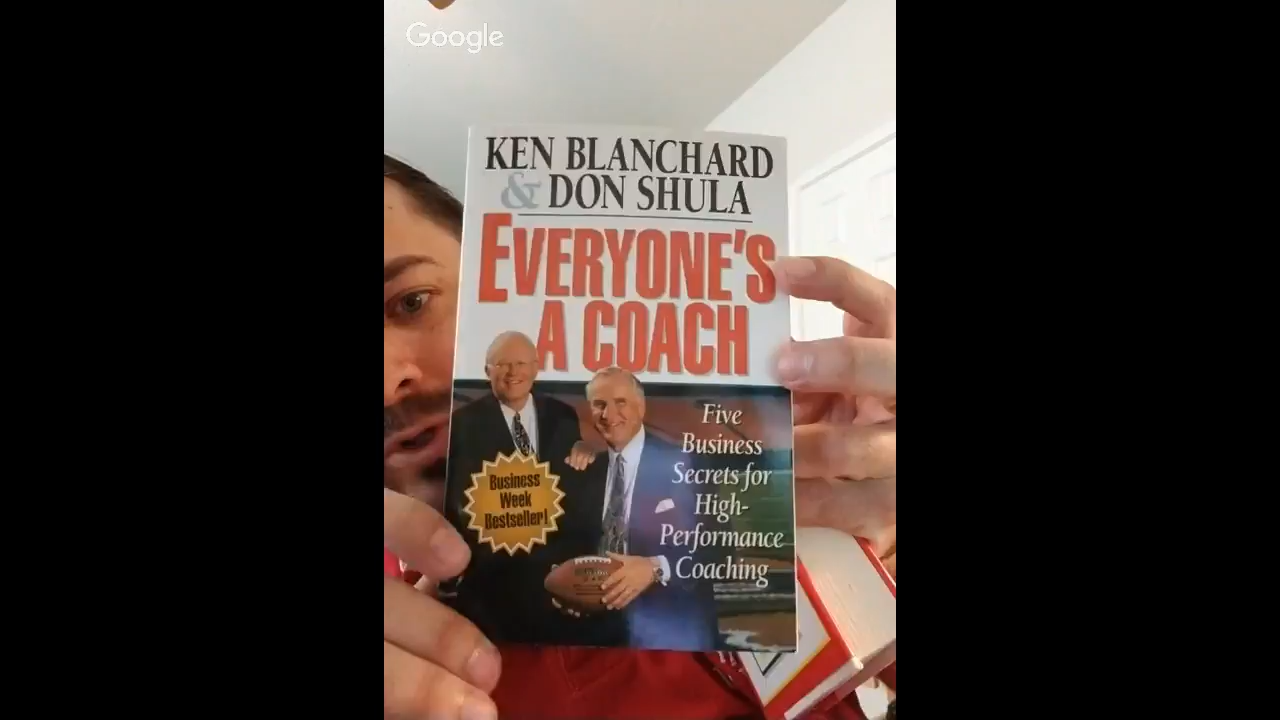 Google
KEN BLANCHARD
& DON SHULA
EVERYONE'S
A COACH
Five
Business
Secrets for
High-
Performance
Coaching
Business
Week
Bestseller!